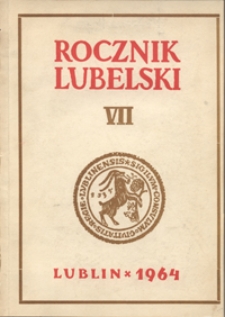 ROCZNIK
LUBELSKI
VII
LUBLIN × 1964